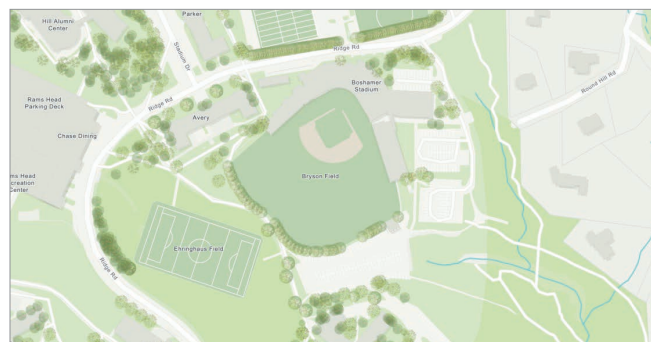 Hill Alumni
Center
Parker
Stadium Dr
Ridge Rd
Boshamer
Stadium
Round Hill Rd
Rams Head
Parking Deck
Ridge Rd
Avery
Chase Dining
ms Head
creation
Center
Bryson Field
Ehringhaus Field
Ridge Rd